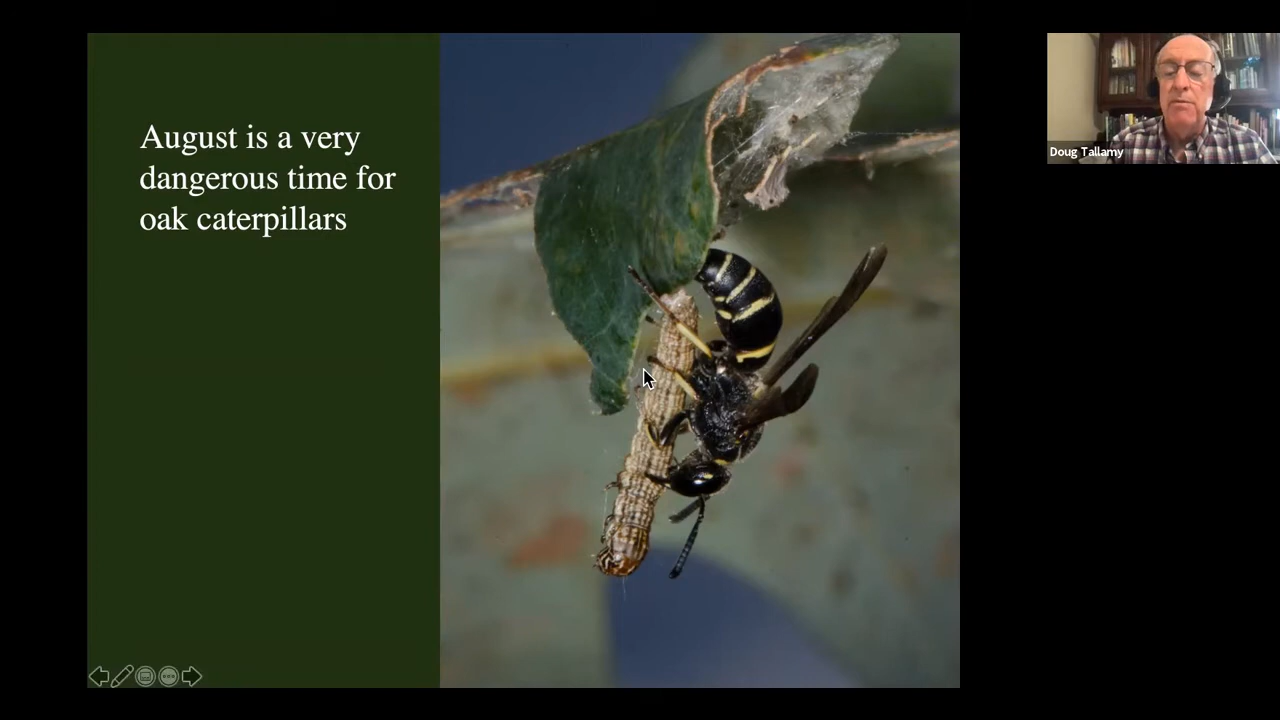 August is a very
dangerous time for
oak caterpillars
Doug Tallamy